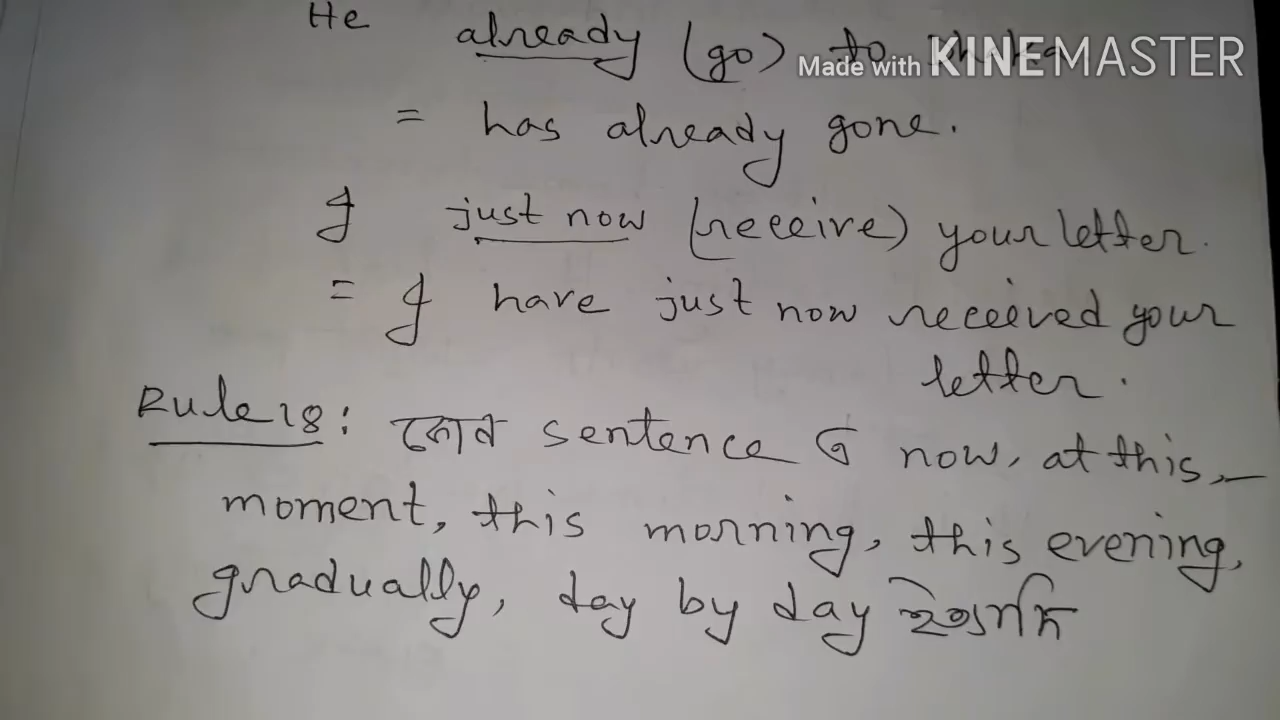 He already (go) to
Made with KINEMASTER
= has already gone.
I just now (receive) your letter.
= I have just now received your
letter.
Rule 18: কোন sentence এ now, at this,
moment, this morning, this evening,
gradually, day by day ইত্যাদি